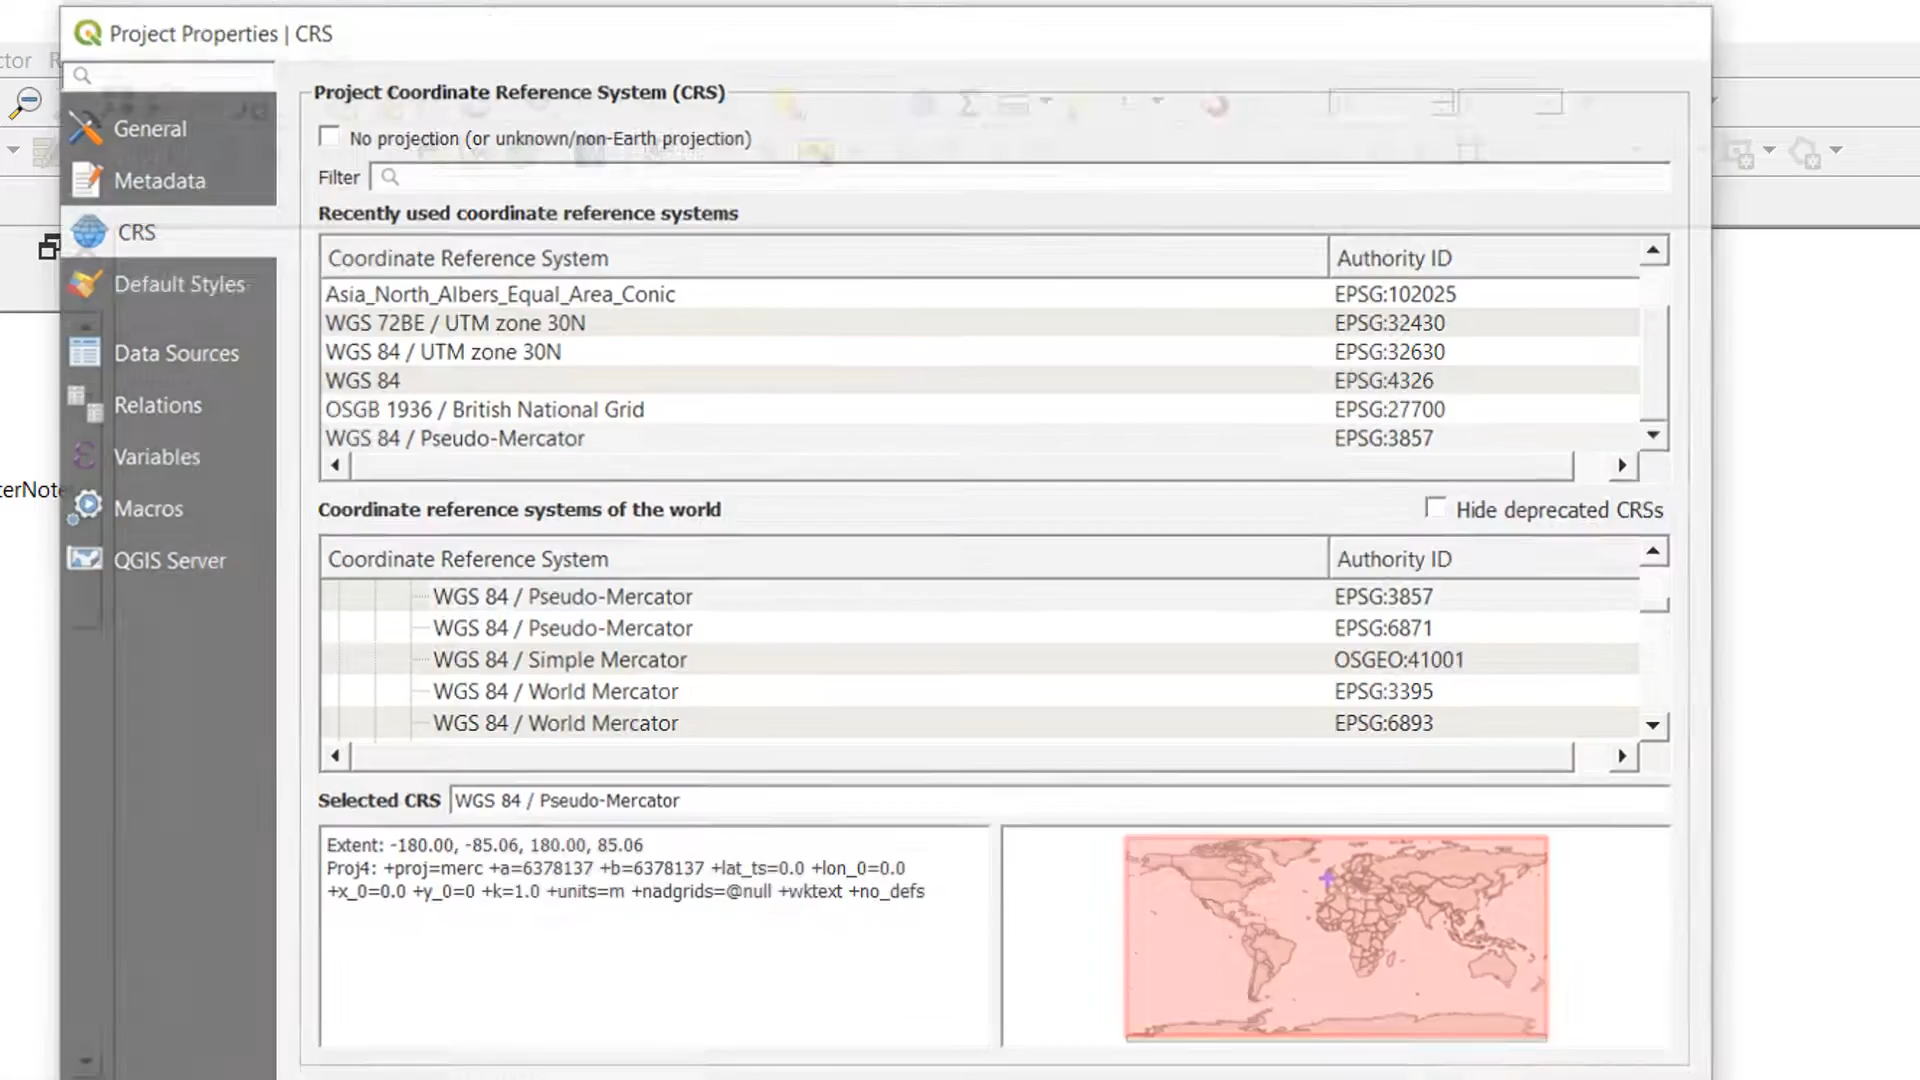 Project Properties | CRS
ctor
General
Metadata
CRS
Default Styles
Data Sources
Relations
Variables
Macros
QGIS Server
Project Coordinate Reference System (CRS)
No projection (or unknown/non-Earth projection)
Filter
Recently used coordinate reference systems
Coordinate Reference System Authority ID
Asia_North_Albers_Equal_Area_Conic EPSG:102025
WGS 72BE / UTM zone 30N EPSG:32430
WGS 84 / UTM zone 30N EPSG:32630
WGS 84 EPSG:4326
OSGB 1936 / British National Grid EPSG:27700
WGS 84 / Pseudo-Mercator EPSG:3857
Coordinate reference systems of the world Hide deprecated CRSs
Coordinate Reference System Authority ID
WGS 84 / Pseudo-Mercator EPSG:3857
WGS 84 / Pseudo-Mercator EPSG:6871
WGS 84 / Simple Mercator OSGEO:41001
WGS 84 / World Mercator EPSG:3395
WGS 84 / World Mercator EPSG:6893
Selected CRS WGS 84 / Pseudo-Mercator
Extent: -180.00, -85.06, 180.00, 85.06
Proj4: +proj=merc +a=6378137 +b=6378137 +lat_ts=0.0 +lon_0=0.0
+x_0=0.0 +y_0=0 +k=1.0 +units=m +nadgrids=@null +wktext +no_defs